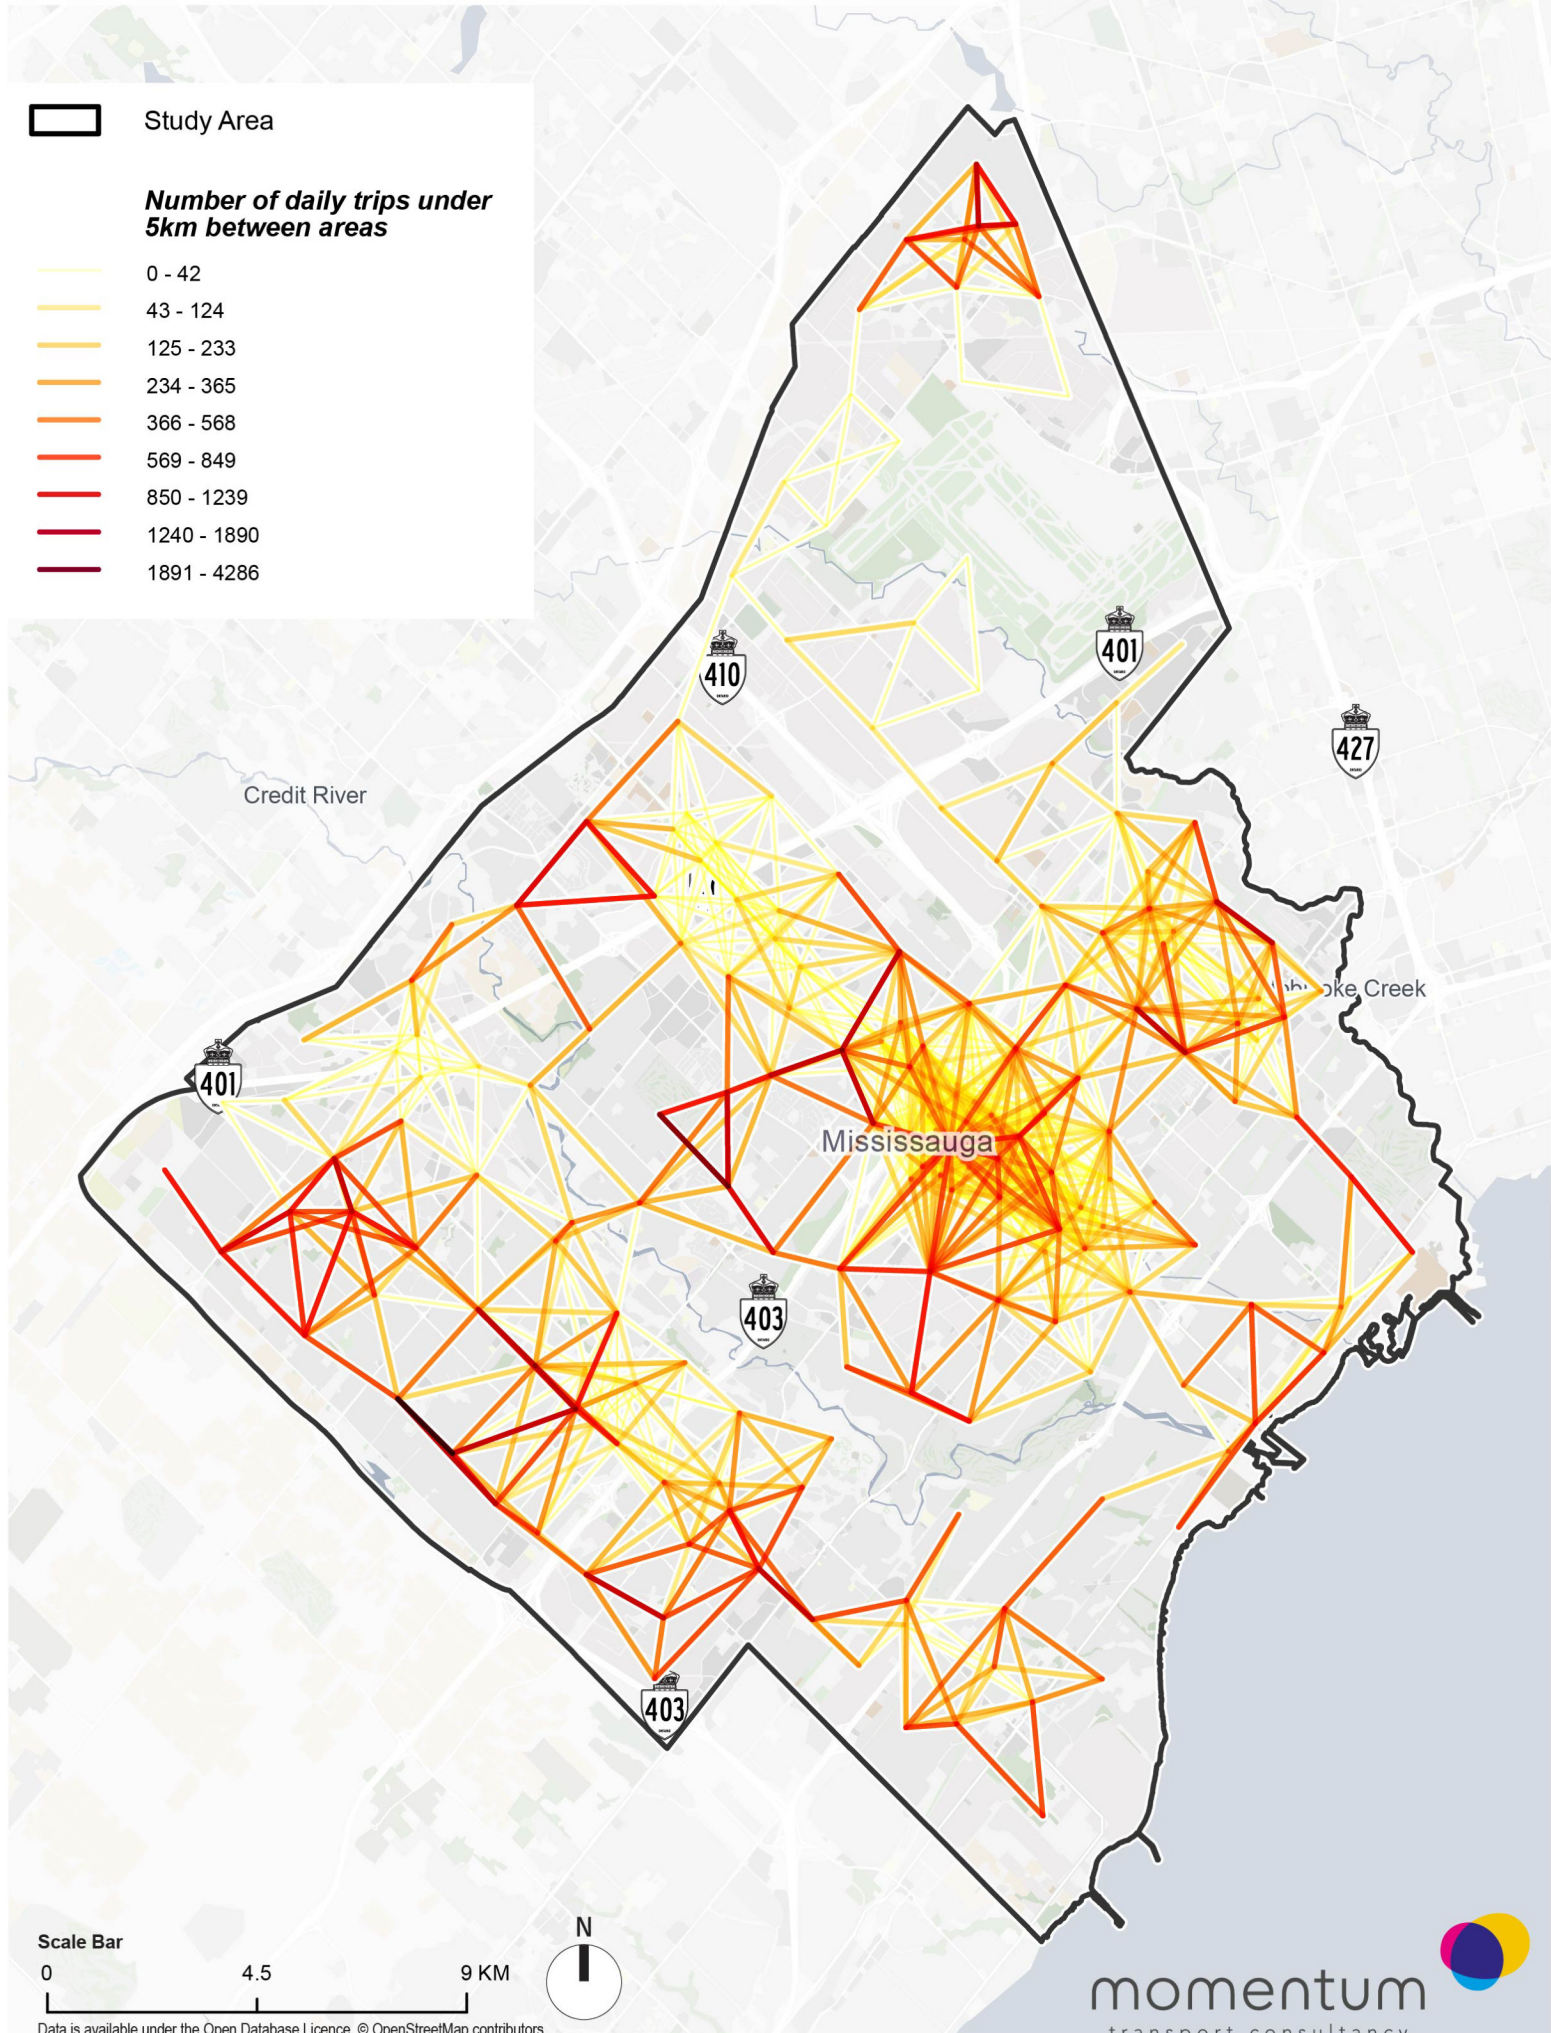 Study Area
Number of daily trips under
5km between areas
0 - 42
43 - 124
125 - 233
234 - 365
366 - 568
569 - 849
850 - 1239
1240 - 1890
1891 - 4286
410
401
427
Credit River
oke Creek
401
Mississauga
403
403
Scale Bar
0 4.5 9 KM
N
momentum
transport consultancy
Data is available under the Open Database Licence. © OpenStreetMap contributors